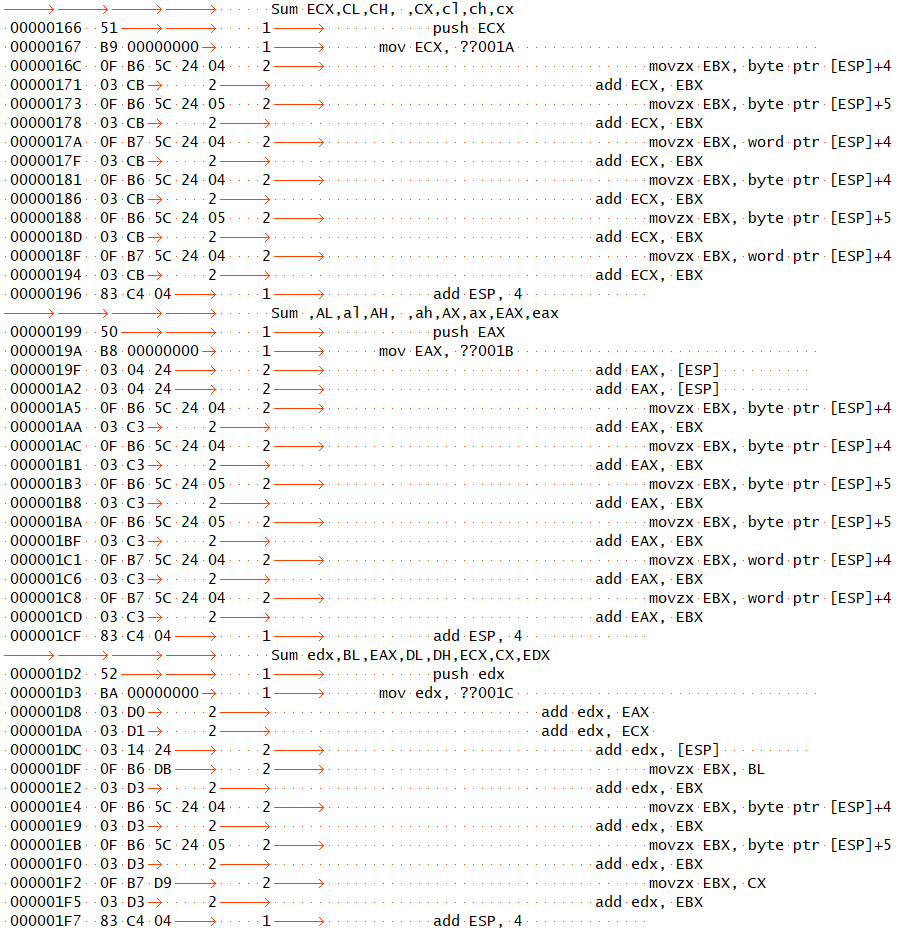 Sum ECX,CL,CH, ,CX,cl,ch,cx
00000166 51 1 push ECX
00000167 B9 00000000 1 mov ECX, ??001A
0000016C 0F B6 5C 24 04 2 movzx EBX, byte ptr [ESP]+4
00000171 03 CB 2 add ECX, EBX
00000173 0F B6 5C 24 05 2 movzx EBX, byte ptr [ESP]+5
00000178 03 CB 2 add ECX, EBX
0000017A 0F B7 5C 24 04 2 movzx EBX, word ptr [ESP]+4
0000017F 03 CB 2 add ECX, EBX
00000181 0F B6 5C 24 04 2 movzx EBX, byte ptr [ESP]+4
00000186 03 CB 2 add ECX, EBX
00000188 0F B6 5C 24 05 2 movzx EBX, byte ptr [ESP]+5
0000018D 03 CB 2 add ECX, EBX
0000018F 0F B7 5C 24 04 2 movzx EBX, word ptr [ESP]+4
00000194 03 CB 2 add ECX, EBX
00000196 83 C4 04 1 add ESP, 4
Sum ,AL,al,AH, ,ah,AX,ax,EAX,eax
00000199 50 1 push EAX
0000019A B8 00000000 1 mov EAX, ??001B
0000019F 03 04 24 2 add EAX, [ESP]
000001A2 03 04 24 2 add EAX, [ESP]
000001A5 0F B6 5C 24 04 2 movzx EBX, byte ptr [ESP]+4
000001AA 03 C3 2 add EAX, EBX
000001AC 0F B6 5C 24 04 2 movzx EBX, byte ptr [ESP]+4
000001B1 03 C3 2 add EAX, EBX
000001B3 0F B6 5C 24 05 2 movzx EBX, byte ptr [ESP]+5
000001B8 03 C3 2 add EAX, EBX
000001BA 0F B6 5C 24 05 2 movzx EBX, byte ptr [ESP]+5
000001BF 03 C3 2 add EAX, EBX
000001C1 0F B7 5C 24 04 2 movzx EBX, word ptr [ESP]+4
000001C6 03 C3 2 add EAX, EBX
000001C8 0F B7 5C 24 04 2 movzx EBX, word ptr [ESP]+4
000001CD 03 C3 2 add EAX, EBX
000001CF 83 C4 04 1 add ESP, 4
Sum edx,BL,EAX,DL,DH,ECX,CX,EDX
000001D2 52 1 push edx
000001D3 BA 00000000 1 mov edx, ??001C
000001D8 03 D0 2 add edx, EAX
000001DA 03 D1 2 add edx, ECX
000001DC 03 14 24 2 add edx, [ESP]
000001DF 0F B6 DB 2 movzx EBX, BL
000001E2 03 D3 2 add edx, EBX
000001E4 0F B6 5C 24 04 2 movzx EBX, byte ptr [ESP]+4
000001E9 03 D3 2 add edx, EBX
000001EB 0F B6 5C 24 05 2 movzx EBX, byte ptr [ESP]+5
000001F0 03 D3 2 add edx, EBX
000001F2 0F B7 D9 2 movzx EBX, CX
000001F5 03 D3 2 add edx, EBX
000001F7 83 C4 04 1 add ESP, 4